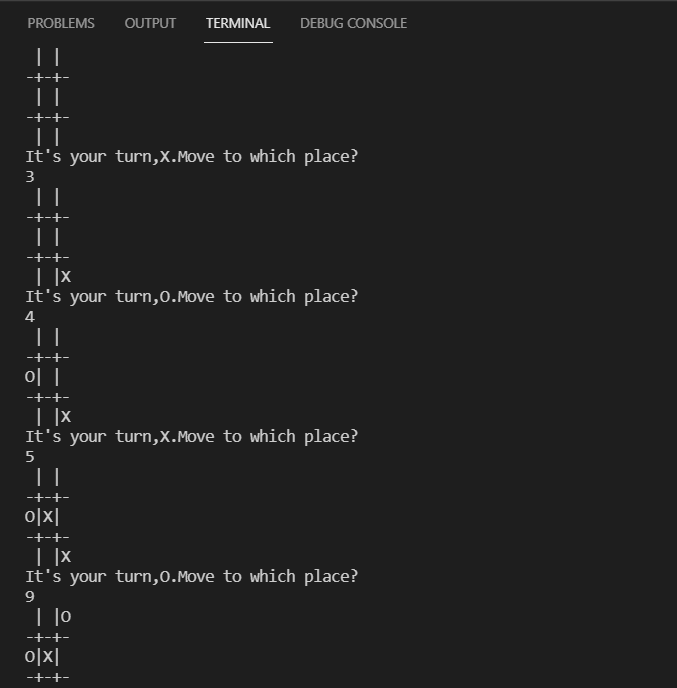 PROBLEMS OUTPUT TERMINAL DEBUG CONSOLE
 | |
-+-+-
 | |
-+-+-
 | |
It's your turn,X.Move to which place?
3
 | |
-+-+-
 | |
-+-+-
 | |X
It's your turn,O.Move to which place?
4
 | |
-+-+-
O| |
-+-+-
 | |X
It's your turn,X.Move to which place?
5
 | |
-+-+-
O|X|
-+-+-
 | |X
It's your turn,O.Move to which place?
9
 | |O
-+-+-
O|X|
-+-+-